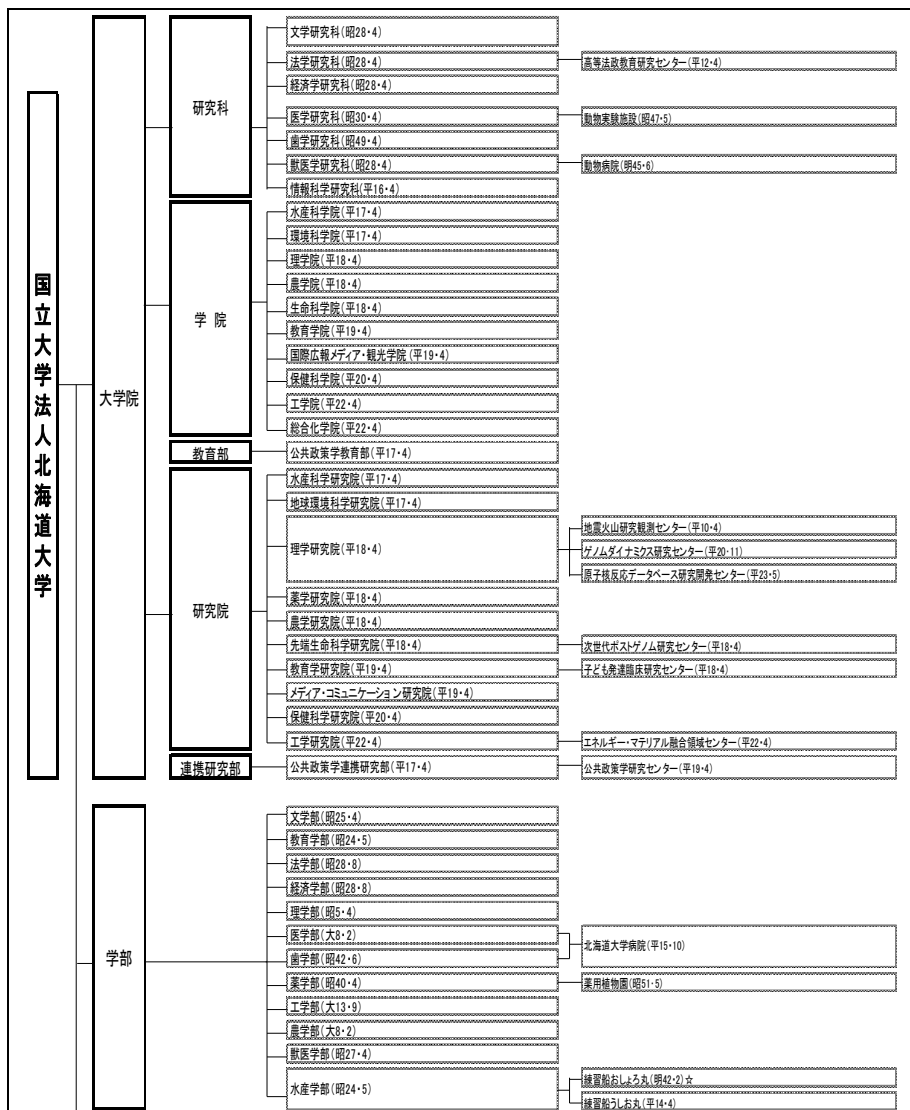 国立大学法人北海道大学
大学院
研究科
文学研究科(昭28・4)
法学研究科(昭28・4)
高等法政教育研究センター(平12・4)
経済学研究科(昭28・4)
医学研究科(昭30・4)
動物実験施設(昭47・5)
歯学研究科(昭49・4)
獣医学研究科(昭28・4)
動物病院(明45・6)
情報科学研究科(平16・4)
学 院
水産科学院(平17・4)
環境科学院(平17・4)
理学院(平18・4)
農学院(平18・4)
生命科学院(平18・4)
教育学院(平19・4)
国際広報メディア・観光学院(平19・4)
保健科学院(平20・4)
工学院(平22・4)
総合化学院(平22・4)
教育部
公共政策学教育部(平17・4)
研究院
水産科学研究院(平17・4)
地球環境科学研究院(平17・4)
理学研究院(平18・4)
地震火山研究観測センター(平10・4)
ゲノムダイナミクス研究センター(平20・11)
原子核反応データベース研究開発センター(平23・5)
薬学研究院(平18・4)
農学研究院(平18・4)
先端生命科学研究院(平18・4)
次世代ポストゲノム研究センター(平18・4)
教育学研究院(平19・4)
子ども発達臨床研究センター(平18・4)
メディア・コミュニケーション研究院(平19・4)
保健科学研究院(平20・4)
工学研究院(平22・4)
エネルギー・マテリアル融合領域センター(平22・4)
連携研究部
公共政策学連携研究部(平17・4)
公共政策学研究センター(平19・4)
学部
文学部(昭25・4)
教育学部(昭24・5)
法学部(昭28・8)
経済学部(昭28・8)
理学部(昭5・4)
医学部(大8・2)
北海道大学病院(平15・10)
歯学部(昭42・6)
薬学部(昭40・4)
薬用植物園(昭51・5)
工学部(大13・9)
農学部(大8・2)
獣医学部(昭27・4)
水産学部(昭24・5)
練習船おしょろ丸(明42・2)☆
練習船うしお丸(平14・4)